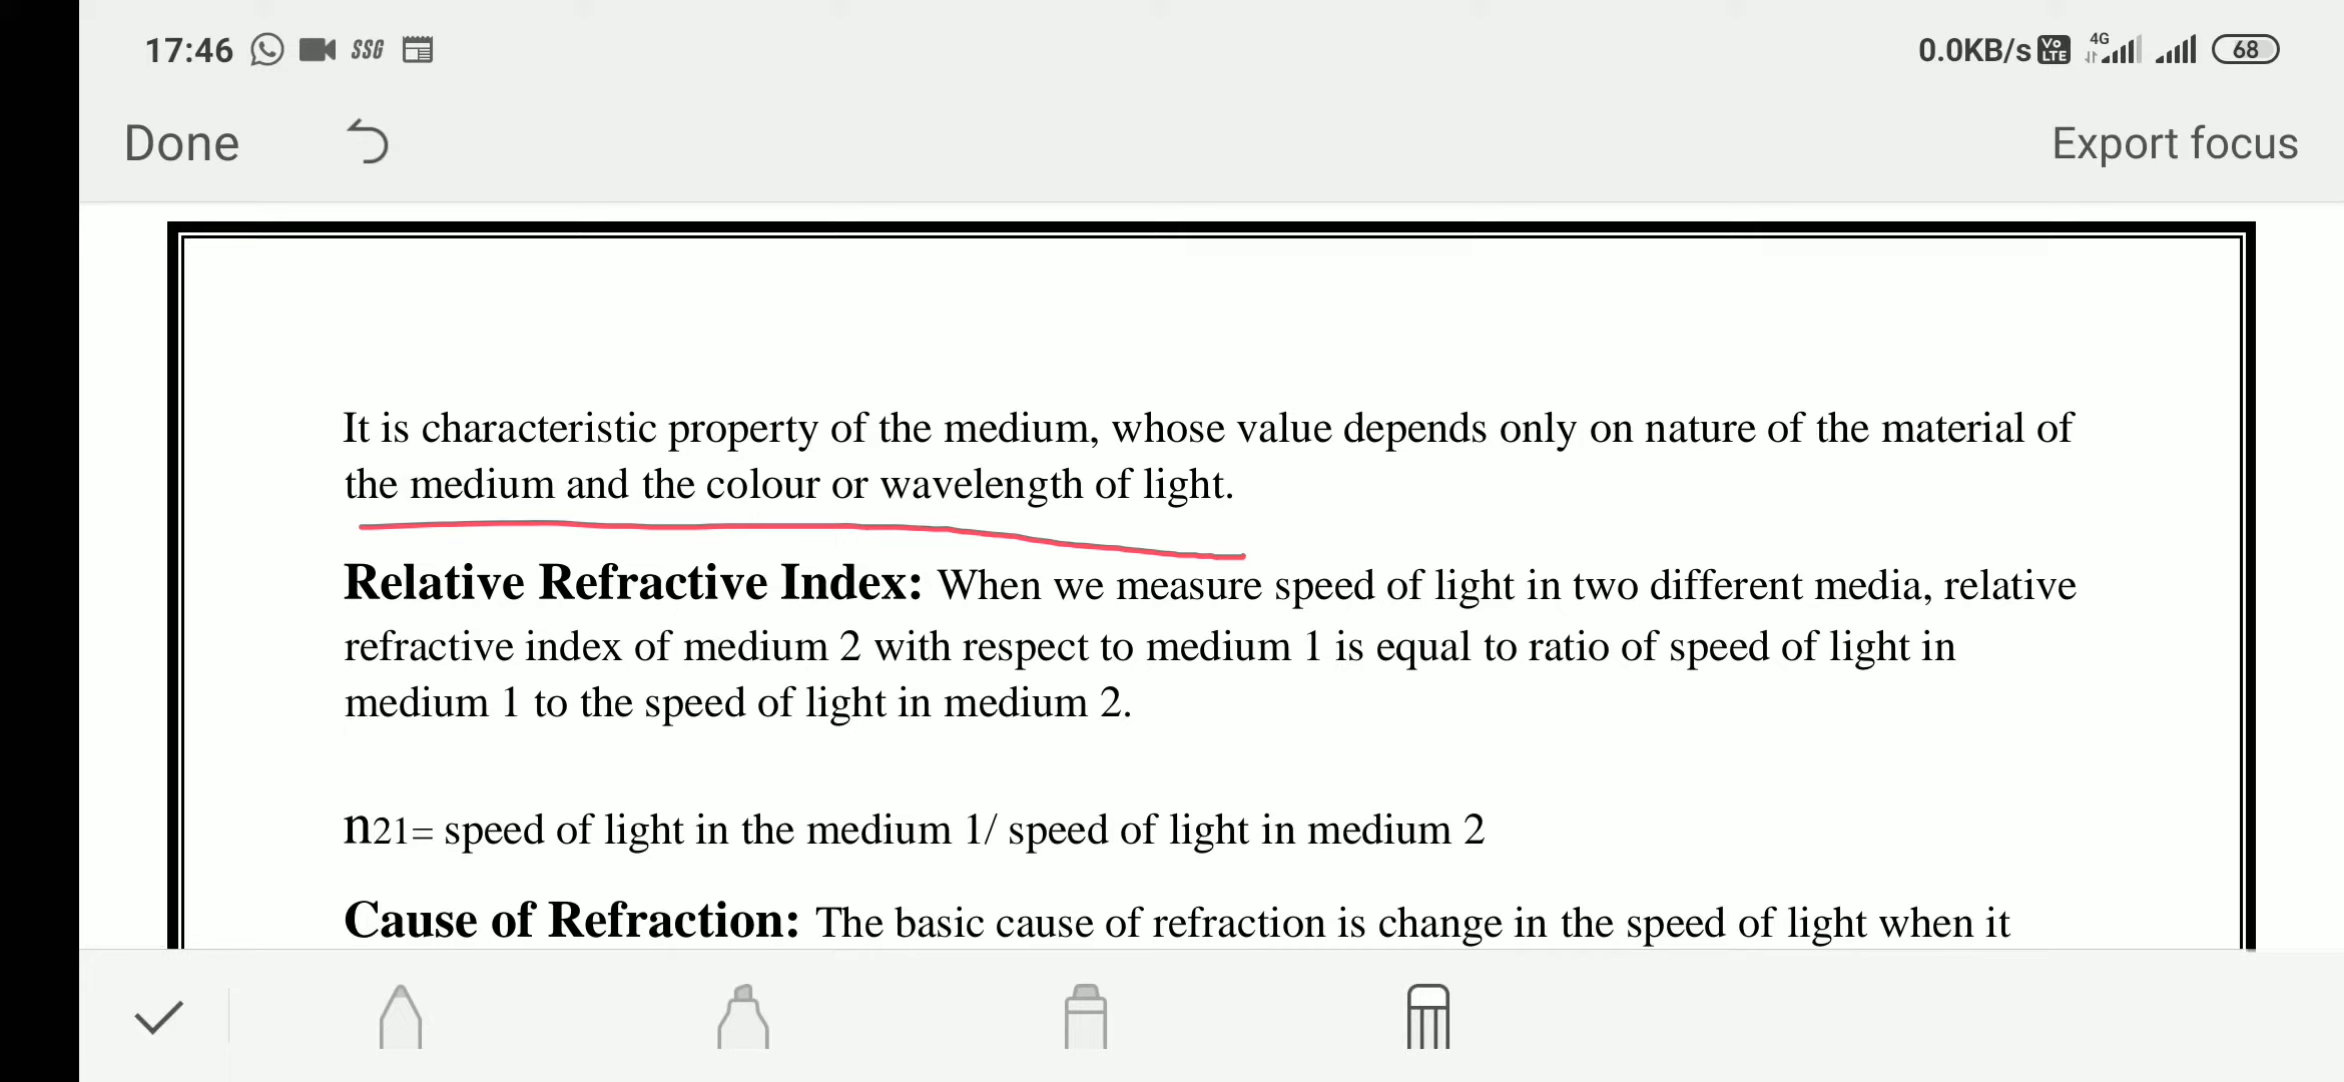 17:46 SSG 0.0KB/s Vo LTE 4G 68
Done Export focus
It is characteristic property of the medium, whose value depends only on nature of the material of
the medium and the colour or wavelength of light.
Relative Refractive Index: When we measure speed of light in two different media, relative
refractive index of medium 2 with respect to medium 1 is equal to ratio of speed of light in
medium 1 to the speed of light in medium 2.
n21= speed of light in the medium 1/ speed of light in medium 2
Cause of Refraction: The basic cause of refraction is change in the speed of light when it